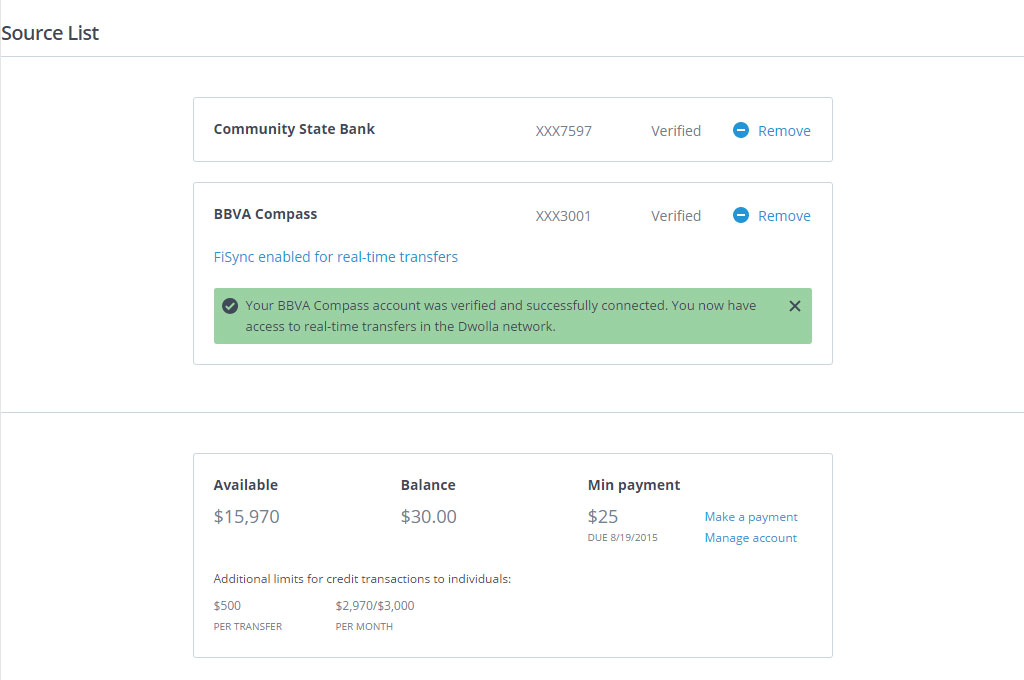 Source List
Community State Bank XXX7597 Verified Remove
BBVA Compass XXX3001 Verified Remove
FiSync enabled for real-time transfers
Your BBVA Compass account was verified and successfully connected. You now have
access to real-time transfers in the Dwolla network.
Available Balance Min payment
$15,970 $30.00 $25 Make a payment
DUE 8/19/2015 Manage account
Additional limits for credit transactions to individuals:
$500 $2,970/$3,000
PER TRANSFER PER MONTH